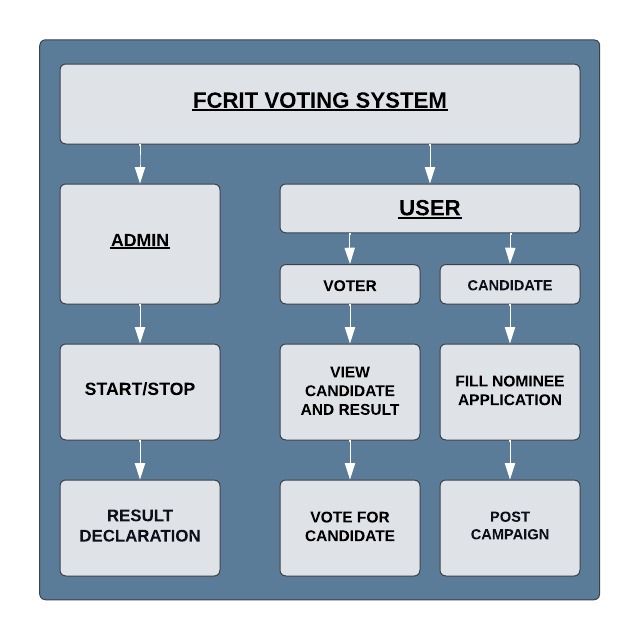 FCRIT VOTING SYSTEM
ADMIN
USER
VOTER
CANDIDATE
START/STOP
VIEW
CANDIDATE
AND RESULT
FILL NOMINEE
APPLICATION
RESULT
DECLARATION
VOTE FOR
CANDIDATE
POST
CAMPAIGN